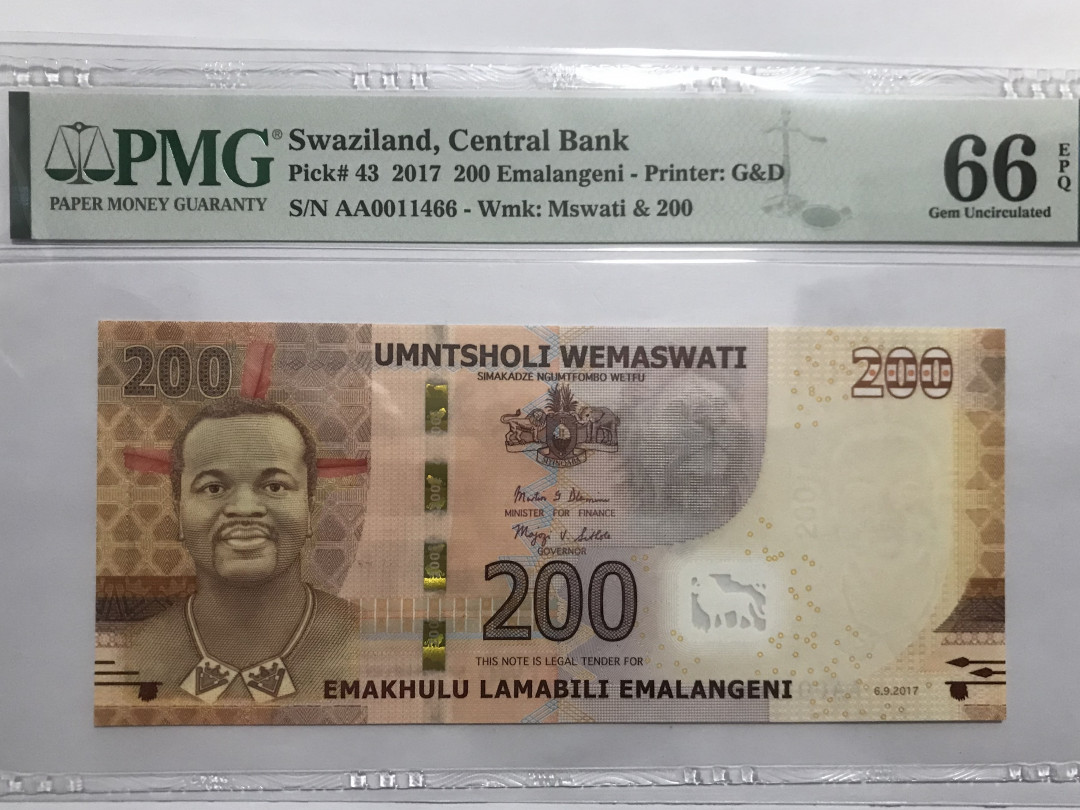 PMG®
PAPER MONEY GUARANTY
Swaziland, Central Bank
Pick# 43 2017 200 Emalangeni - Printer: G&D
S/N AA0011466 - Wmk: Mswati & 200
66
EPQ
Gem Uncirculated
200
UMNTSHOLI WEMASWATI
200
SIMAKADZE NGUMTFOMBO WETFU
MINISTER FOR FINANCE
GOVERNOR
200
THIS NOTE IS LEGAL TENDER FOR
EMAKHULU LAMABILI EMALANGENI
6.9.2017